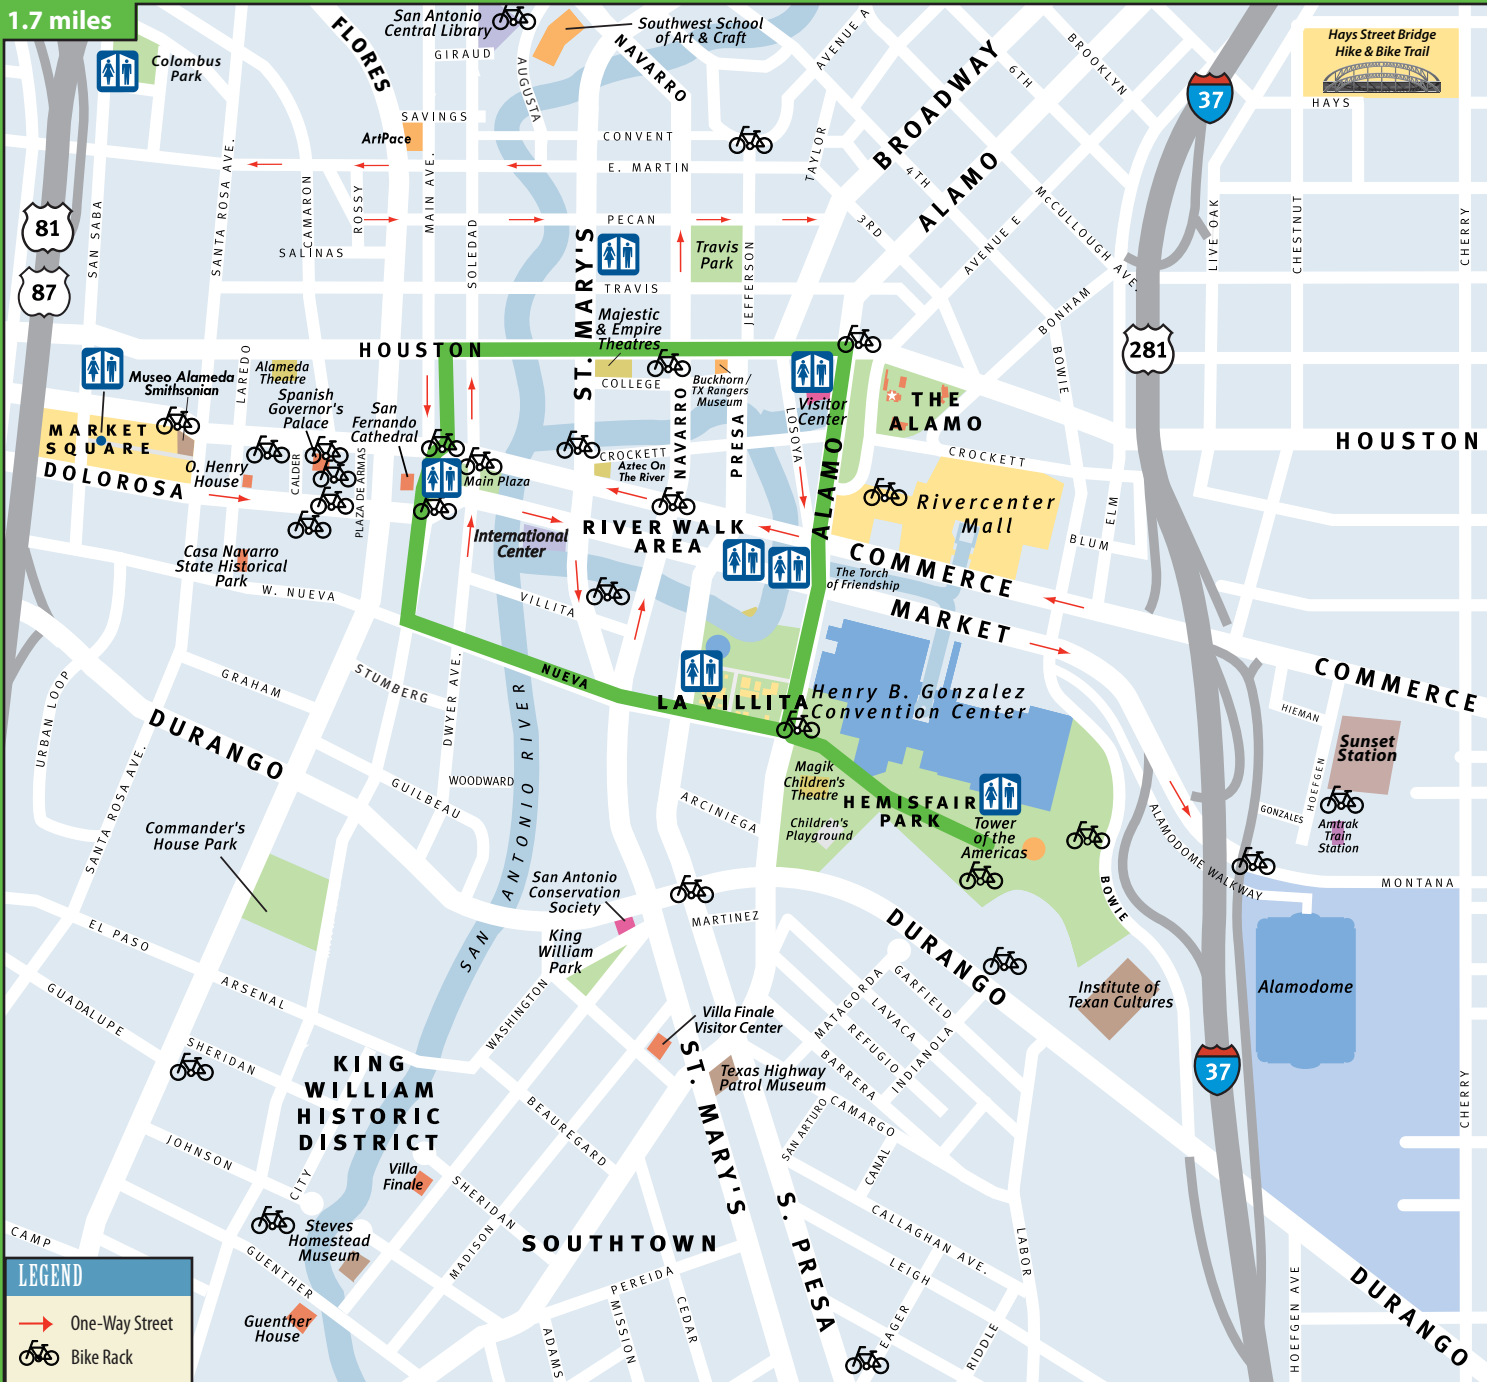 1.7 miles
San Antonio
Central Library
Southwest School
of Art & Craft
Hays Street Bridge
Hike & Bike Trail
HAYS
Colombus
Park
FLORES
GIRAUD
AUGUSTA
NAVARRO
AVENUE A
BROADWAY
6TH
BROOKLYN
37
SAVINGS
ArtPace
CONVENT
E. MARTIN
TAYLOR
4TH
ALAMO
3RD
AVENUE E
McCULLOUGH AVE.
LIVE OAK
CHESTNUT
CHERRY
81
87
SAN SABA
SANTA ROSA AVE.
CAMARON
ROSSY
MAIN AVE.
SOLEDAD
SALINAS
PECAN
Travis
Park
JEFFERSON
ST. MARY'S
TRAVIS
Majestic
& Empire
Theatres
BONHAM
BOWIE
281
HOUSTON
COLLEGE
Buckhorn/
TX Rangers
Museum
Visitor
Center
THE
ALAMO
LAREDO
Alameda
Theatre
Museo Alameda
Smithsonian
Spanish
Governor's
Palace
San
Fernando
Cathedral
MARKET
SQUARE
DOLOROSA
O. Henry
House
CALDER
PLAZA DE ARMAS
Main Plaza
CROCKETT
Aztec On
The River
NAVARRO
PRESA
LOSOYA
ALAMO
CROCKETT
HOUSTON
Rivercenter
Mall
ELM
BLUM
International
Center
RIVER WALK
AREA
COMMERCE
The Torch
of Friendship
MARKET
COMMERCE
Casa Navarro
State Historical
Park
W. NUEVA
VILLITA
NUEVA
LA VILLITA
Henry B. Gonzalez
Convention Center
HIEMAN
Sunset
Station
HOEFGEN
GONZALES
Amtrak
Train
Station
URBAN LOOP
GRAHAM
STUMBERG
DWYER AVE.
DURANGO
SANTA ROSA AVE.
GUILBEAU
WOODWARD
SAN ANTONIO RIVER
ARCINIEGA
Magik
Children's
Theatre
Children's
Playground
HEMISFAIR
PARK
Tower
of the
Americas
ALAMODOME WALKWAY
BOWIE
MONTANA
Commander's
House Park
San Antonio
Conservation
Society
MARTINEZ
King
William
Park
DURANGO
Institute of
Texan Cultures
Alamodome
EL PASO
ARSENAL
GUADALUPE
SHERIDAN
WASHINGTON
Villa Finale
Visitor Center
MATAGORDA
GARFIELD
LAVACA
REFUGIO
INDIANOLA
BARRERA
CAMARGO
SAN ARTURO
CANAL
37
CHERRY
KING
WILLIAM
HISTORIC
DISTRICT
Texas Highway
Patrol Museum
ST. MARY'S
BEAUREGARD
JOHNSON
CITY
Villa
Finale
SHERIDAN
MADISON
Steves
Homestead
Museum
GUENTHER
Guenther
House
CAMP
SOUTHTOWN
S. PRESA
PEREIDA
MISSION
CEDAR
ADAMS
CALLAGHAN AVE.
LEIGH
EAGER
RIDDLE
LABOR
HOEFGEN AVE
DURANGO
LEGEND
One-Way Street
Bike Rack